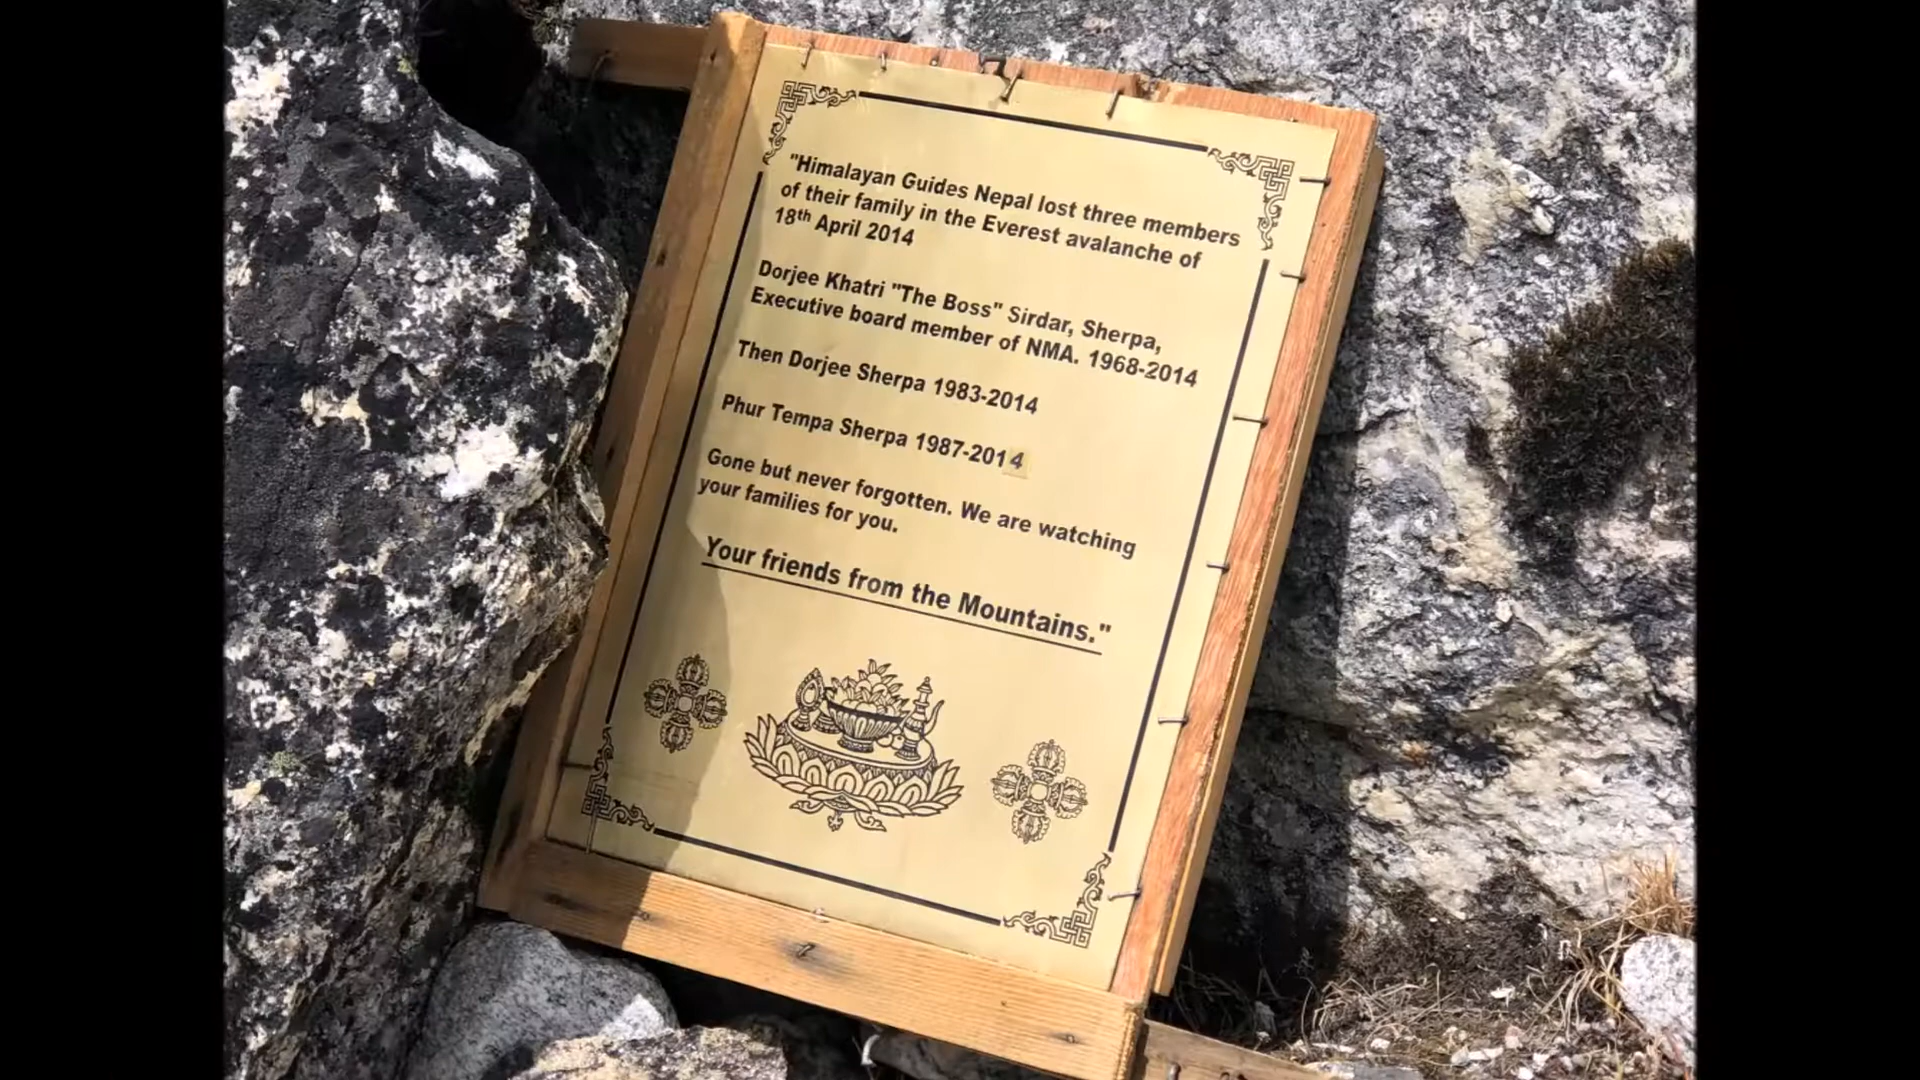 "Himalayan Guides Nepal lost three members
of their family in the Everest avalanche of
18th April 2014
Dorjee Khatri "The Boss" Sirdar, Sherpa,
Executive board member of NMA. 1968-2014
Then Dorjee Sherpa 1983-2014
Phur Tempa Sherpa 1987-2014
Gone but never forgotten. We are watching
your families for you.
Your friends from the Mountains."